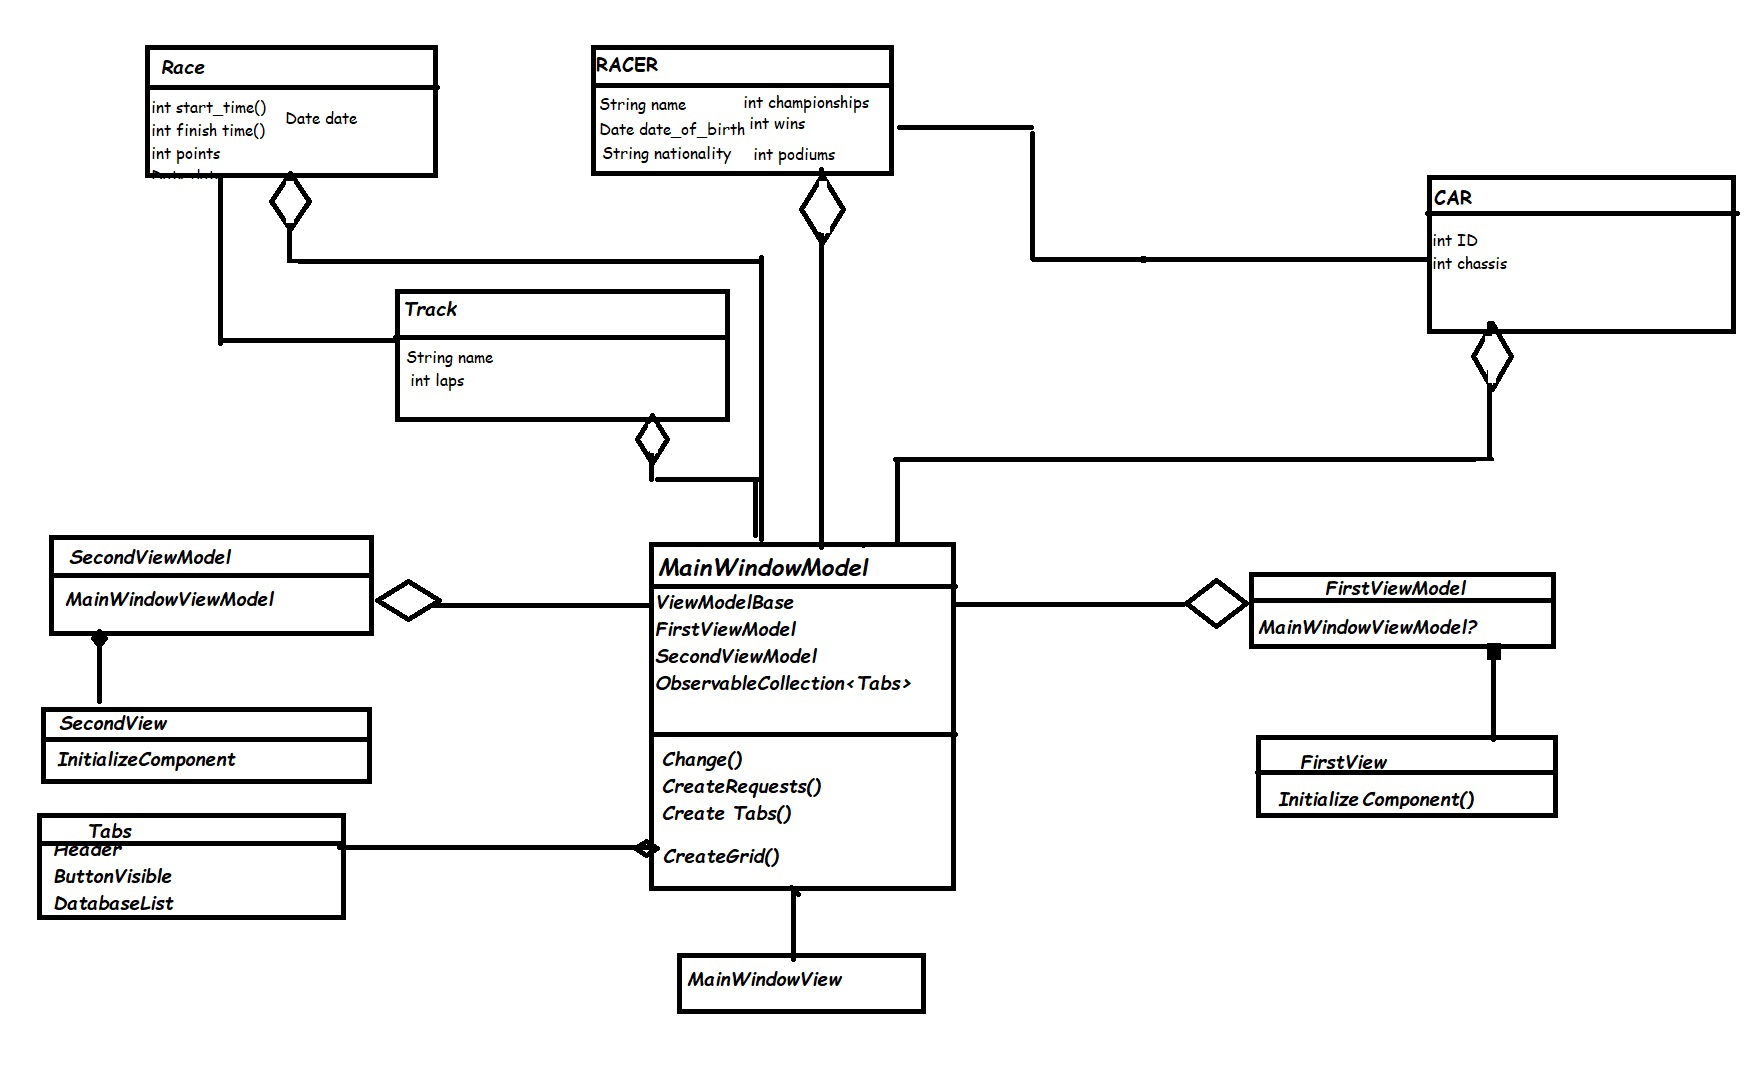 Race
int start_time()
int finish time()
int points
Date date
RACER
String name
Date date_of_birth
String nationality
int championships
int wins
int podiums
CAR
int ID
int chassis
Track
String name
int laps
SecondViewModel
MainWindowViewModel
MainWindowModel
ViewModelBase
FirstViewModel
SecondViewModel
ObservableCollection<Tabs>
Change()
CreateRequests()
Create Tabs()
CreateGrid()
FirstViewModel
MainWindowViewModel?
SecondView
InitializeComponent
FirstView
Initialize Component()
Tabs
Header
ButtonVisible
DatabaseList
MainWindowView